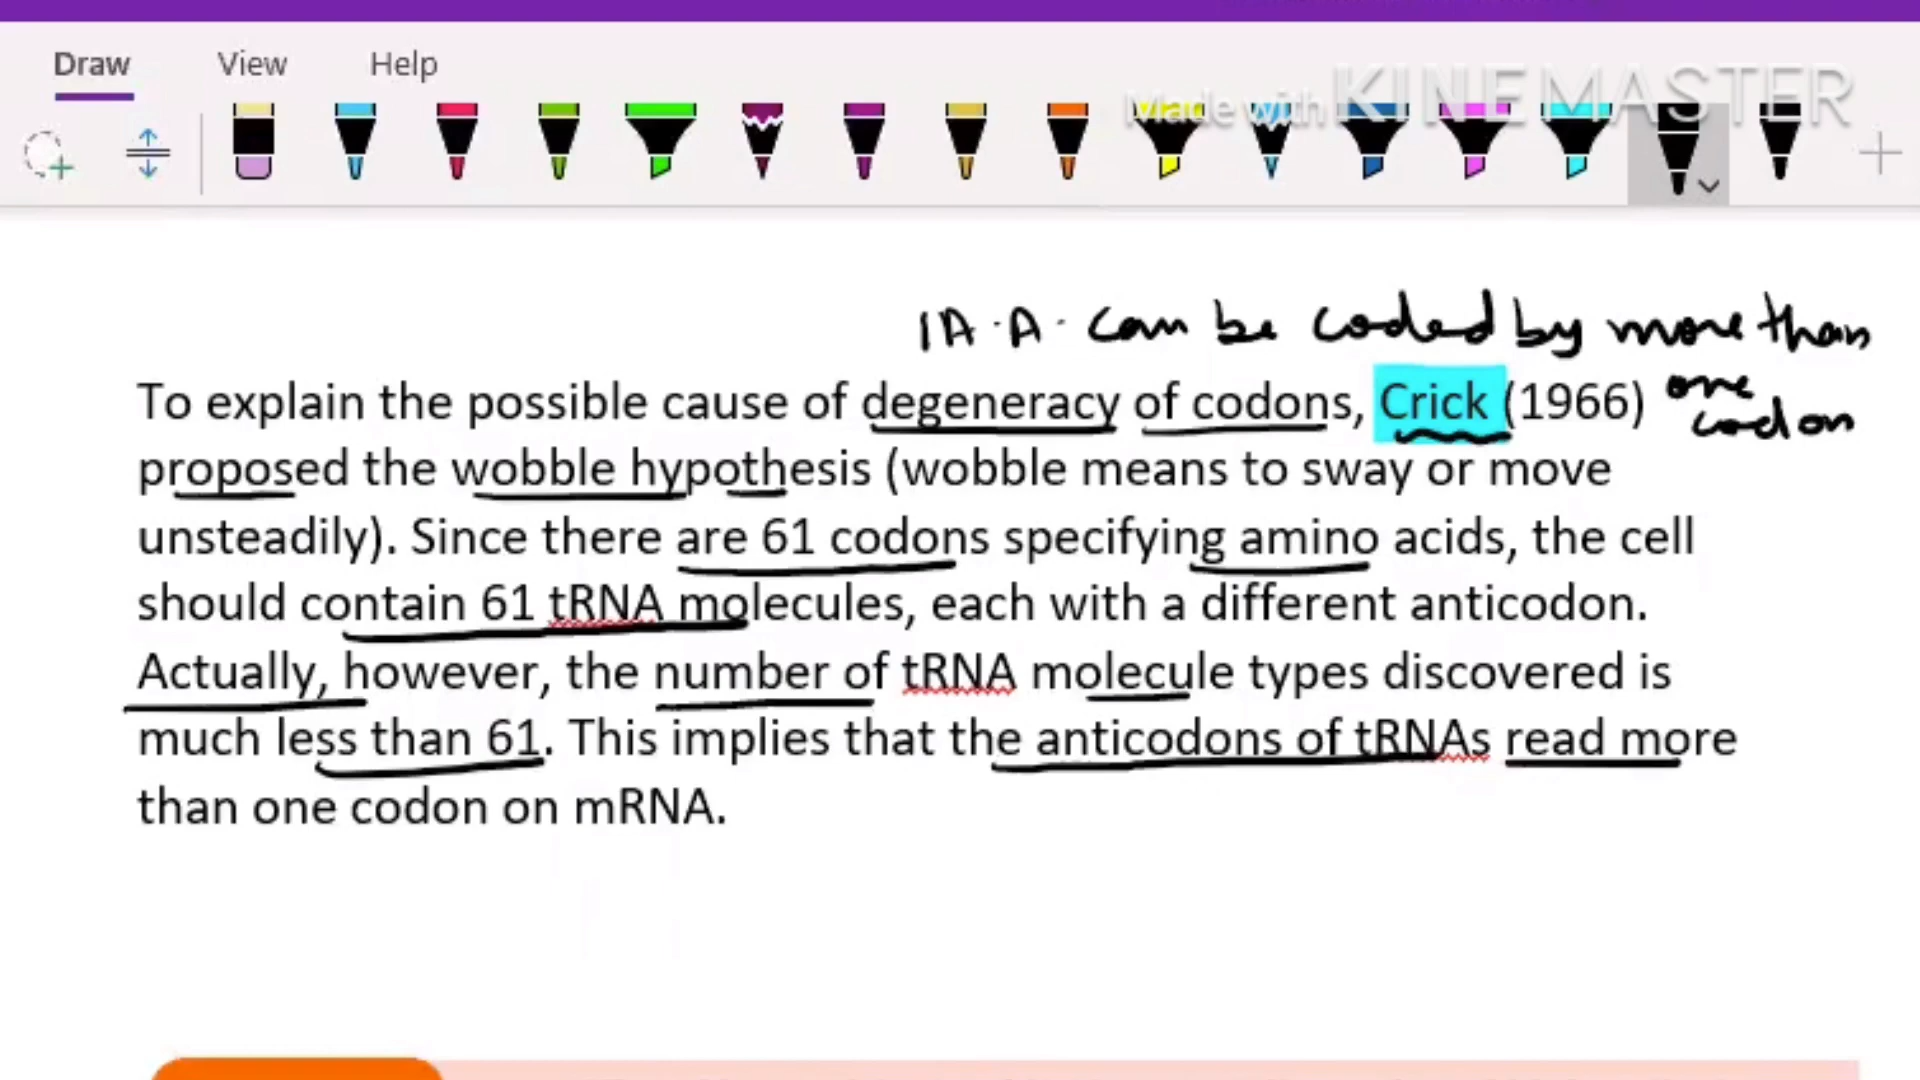 Draw View Help
Made with KINEMASTER
1A.A. can be coded by more than
one
codon
To explain the possible cause of degeneracy of codons, Crick (1966)
proposed the wobble hypothesis (wobble means to sway or move
unsteadily). Since there are 61 codons specifying amino acids, the cell
should contain 61 tRNA molecules, each with a different anticodon.
Actually, however, the number of tRNA molecule types discovered is
much less than 61. This implies that the anticodons of tRNAs read more
than one codon on mRNA.